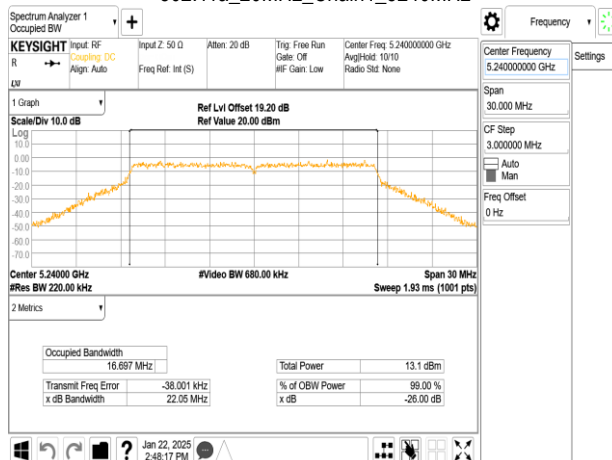 Spectrum Analyzer 1
Occupied BW
Frequency
KEYSIGHT
Input: RF
Coupling: DC
Align: Auto
Input Z: 50 Ω
Freq Ref: Int (S)
Atten: 20 dB
Trig: Free Run
Gate: Off
#IF Gain: Low
Center Freq: 5.240000000 GHz
Avg|Hold: 10/10
Radio Std: None
R
LXI
Center Frequency
5.240000000 GHz
Settings
Span
30.000 MHz
CF Step
3.000000 MHz
Auto
Man
Freq Offset
0 Hz
1 Graph
Scale/Div 10.0 dB
Ref Lvl Offset 19.20 dB
Ref Value 20.00 dBm
Log
10.0
0.00
-10.0
-20.0
-30.0
-40.0
-50.0
-60.0
-70.0
Center 5.24000 GHz
#Video BW 680.00 kHz
Span 30 MHz
#Res BW 220.00 kHz
Sweep 1.93 ms (1001 pts)
2 Metrics
Occupied Bandwidth
16.697 MHz
Total Power 13.1 dBm
Transmit Freq Error -38.001 kHz
% of OBW Power 99.00 %
x dB Bandwidth 22.05 MHz
x dB -26.00 dB
?
Jan 22, 2025
2:48:17 PM